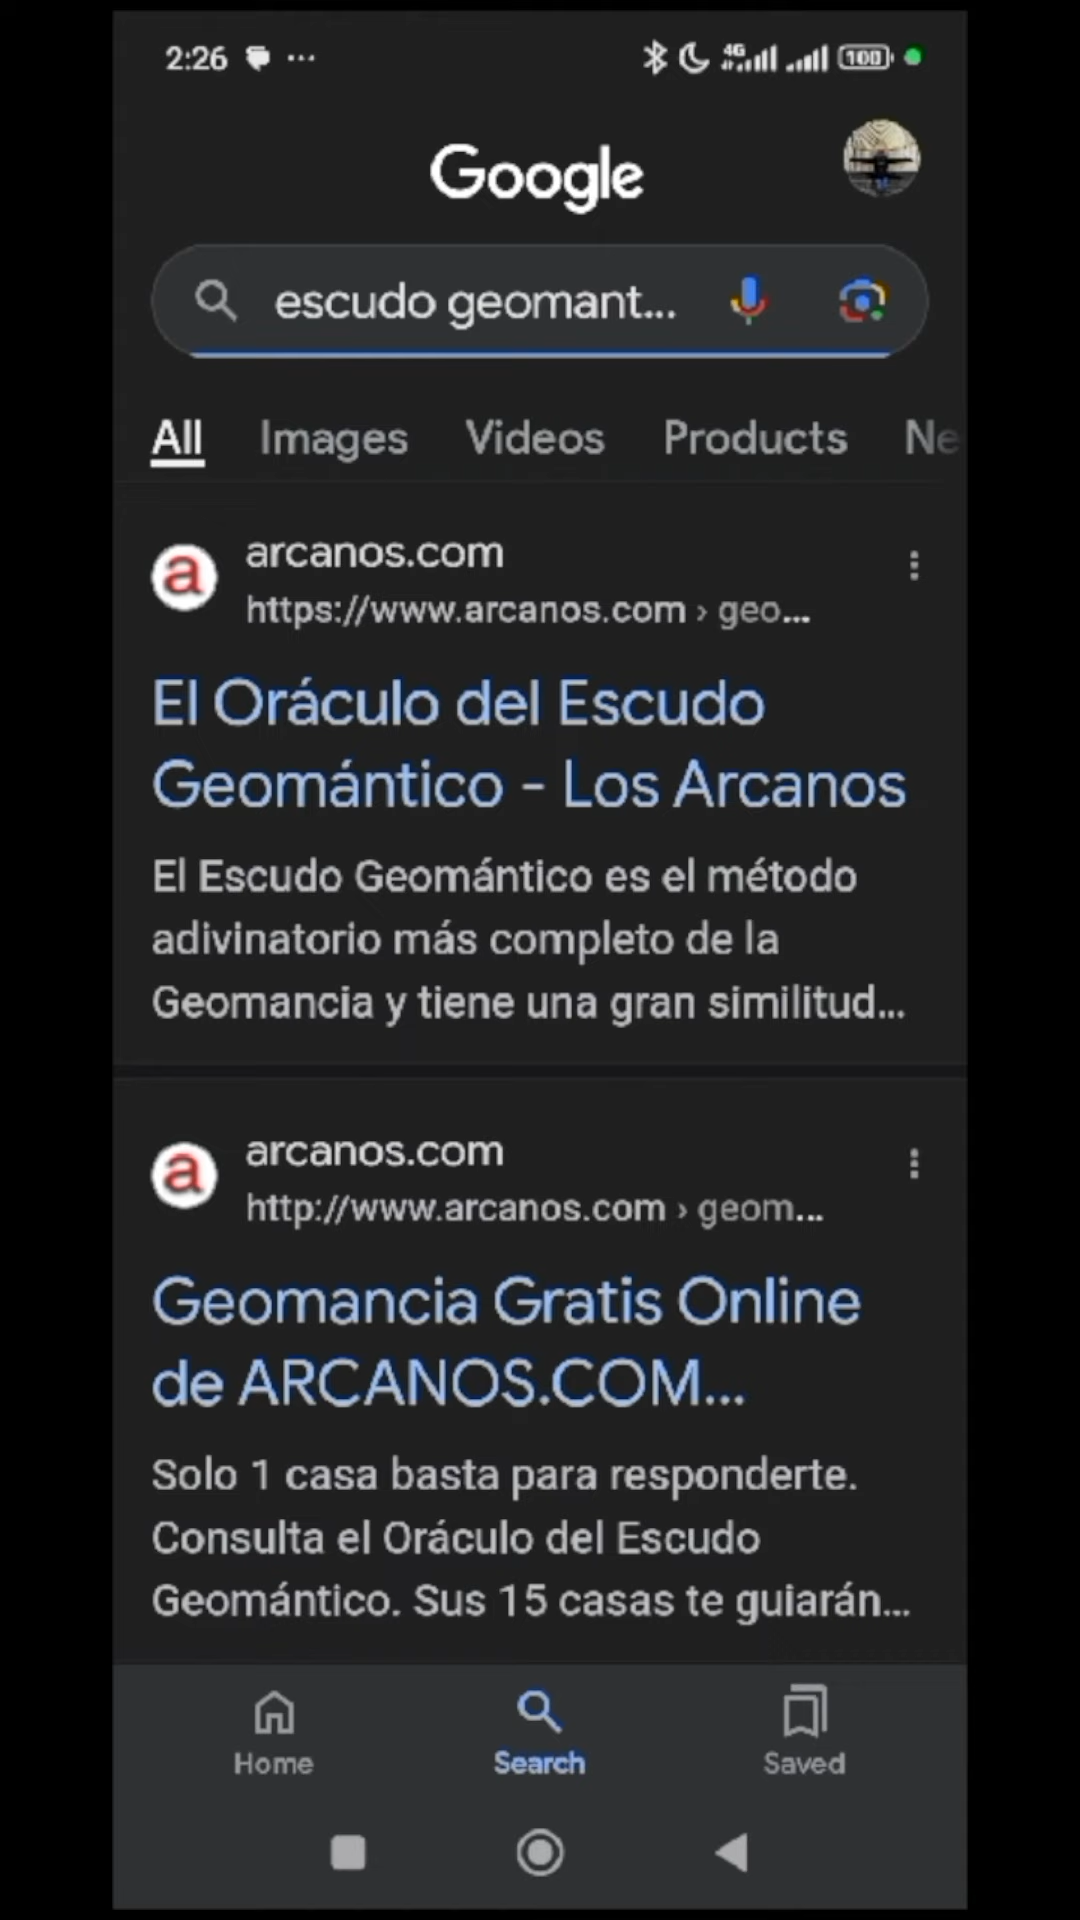 2:26
4G
100
Google
escudo geomant...
All Images Videos Products Ne
a
arcanos.com
https://www.arcanos.com › geo...
El Oráculo del Escudo
Geomántico - Los Arcanos
El Escudo Geomántico es el método
adivinatorio más completo de la
Geomancia y tiene una gran similitud...
a
arcanos.com
http://www.arcanos.com › geom...
Geomancia Gratis Online
de ARCANOS.COM...
Solo 1 casa basta para responderte.
Consulta el Oráculo del Escudo
Geomántico. Sus 15 casas te guiarán...
Home Search Saved